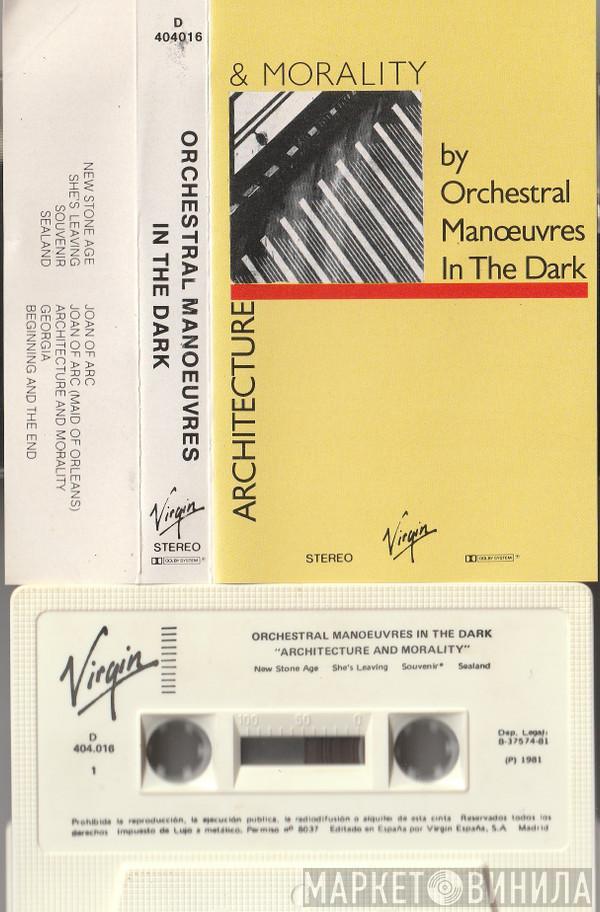 D
404016
ORCHESTRAL MANOEUVRES
IN THE DARK
Virgin
STEREO
DOLBY SYSTEM
NEW STONE AGE
SHE'S LEAVING
SOUVENIR
SEALAND
JOAN OF ARC
JOAN OF ARC (MAID OF ORLEANS)
ARCHITECTURE AND MORALITY
GEORGIA
BEGINNING AND THE END
& MORALITY
ARCHITECTURE
by
Orchestral
Manœuvres
In The Dark
STEREO
Virgin
DOLBY SYSTEM
Virgin
ORCHESTRAL MANOEUVRES IN THE DARK
"ARCHITECTURE AND MORALITY"
New Stone Age She's Leaving Souvenir* Sealand
D
404.016
1
100 50 0
Dep. Legal:
B-37574-81
(P) 1981
Prohibida la reproducción, la ejecución publica, la radiodifusión o alquiler de esta cinta Reservados todos los
derechos Impuesto de Lujo a metálico. Permiso nº 8037 Editado en España por Virgin España, S.A Madrid
МАРКЕТ ВИНИЛА